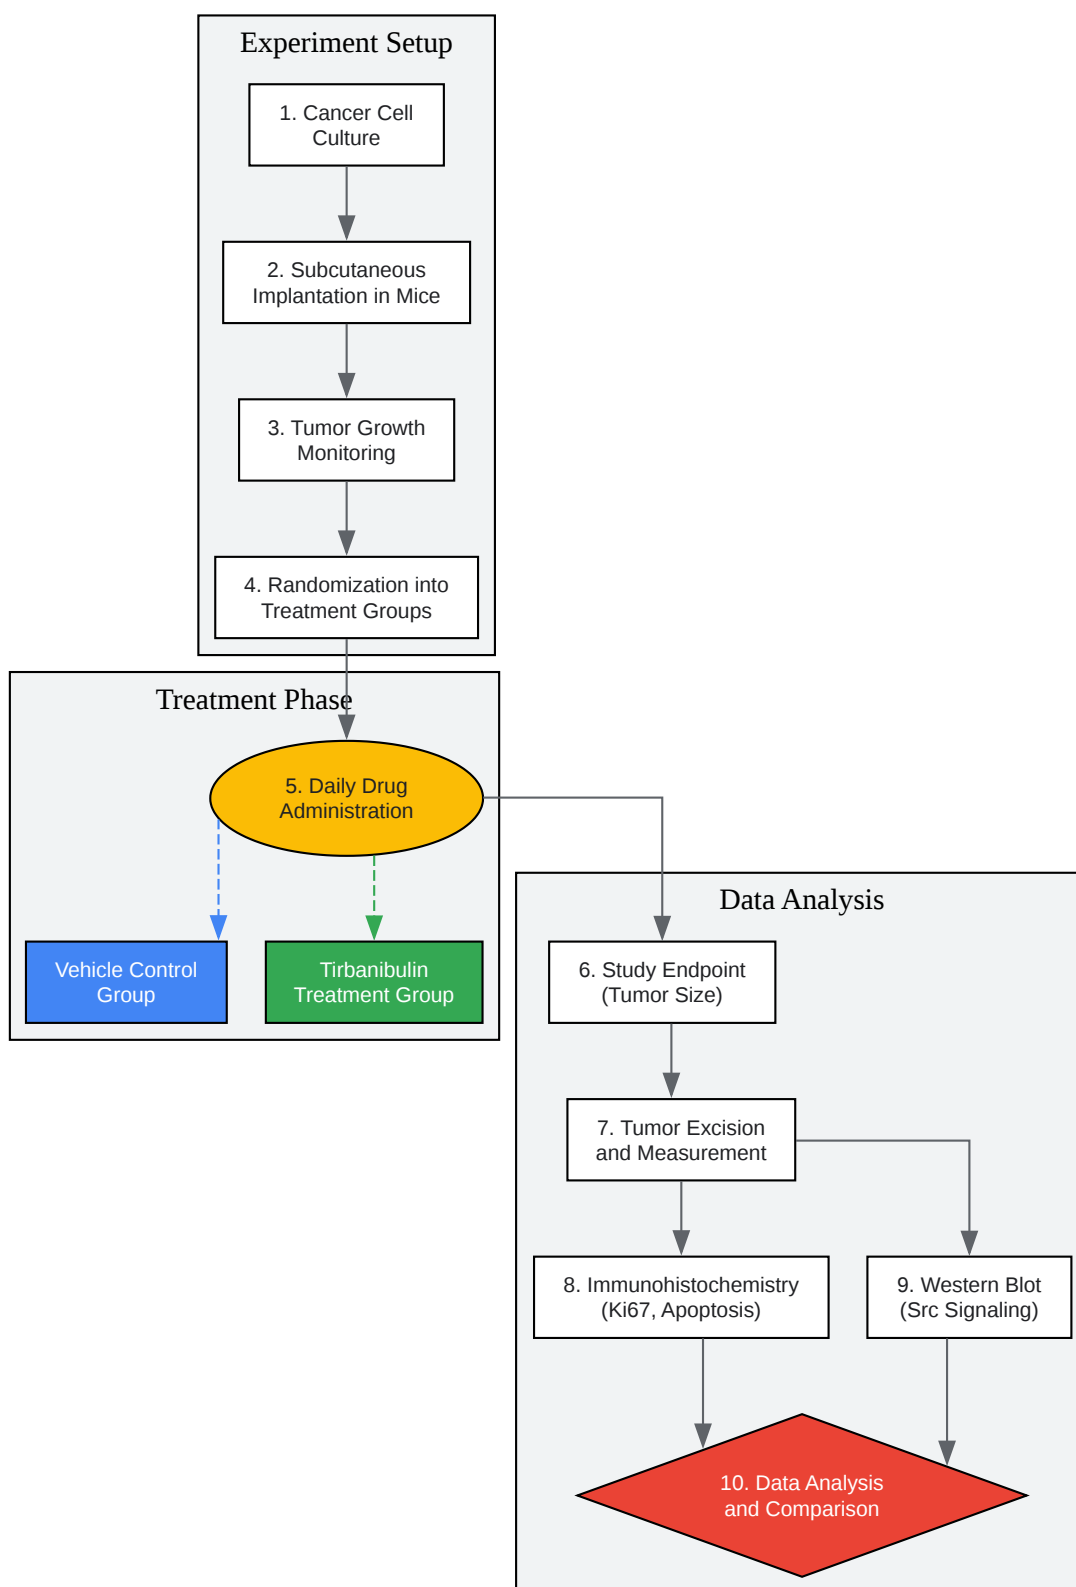 Experiment Setup
1. Cancer Cell
Culture
2. Subcutaneous
Implantation in Mice
3. Tumor Growth
Monitoring
4. Randomization into
Treatment Groups
Treatment Phase
5. Daily Drug
Administration
Vehicle Control
Group
Tirbanibulin
Treatment Group
Data Analysis
6. Study Endpoint
(Tumor Size)
7. Tumor Excision
and Measurement
8. Immunohistochemistry
(Ki67, Apoptosis)
9. Western Blot
(Src Signaling)
10. Data Analysis
and Comparison